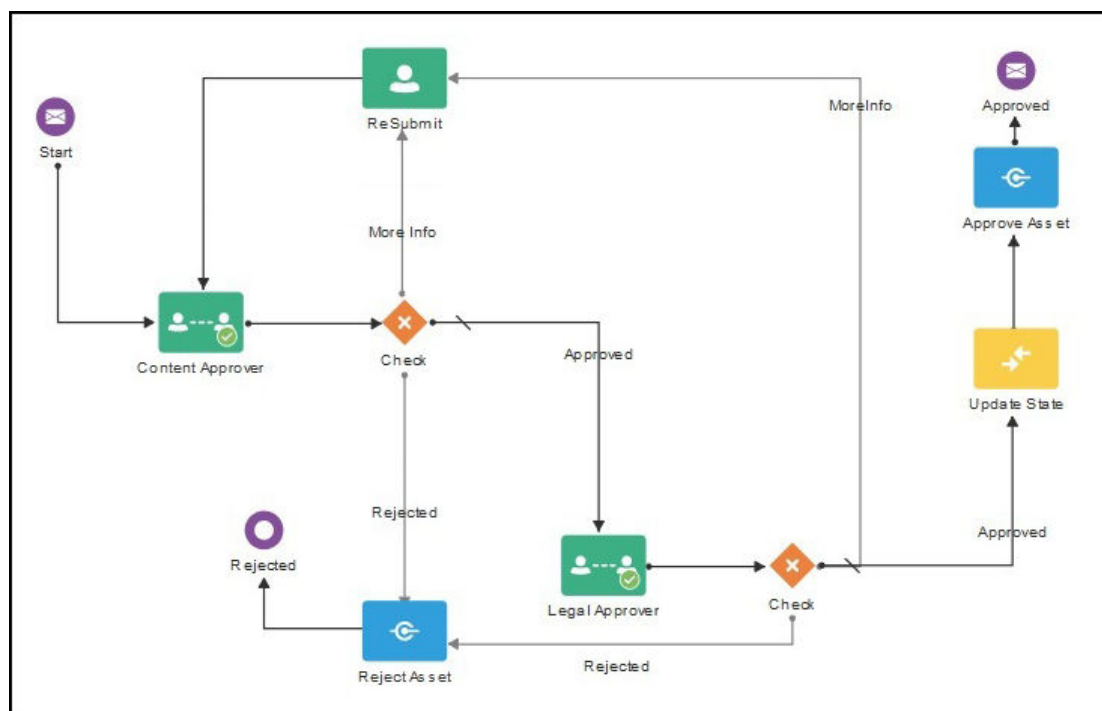 ReSubmit
MoreInfo
Approved
Start
Approve Asset
More Info
Content Approver
Check
Approved
Update State
Rejected
Approved
Rejected
Legal Approver
Check
Reject Asset
Rejected